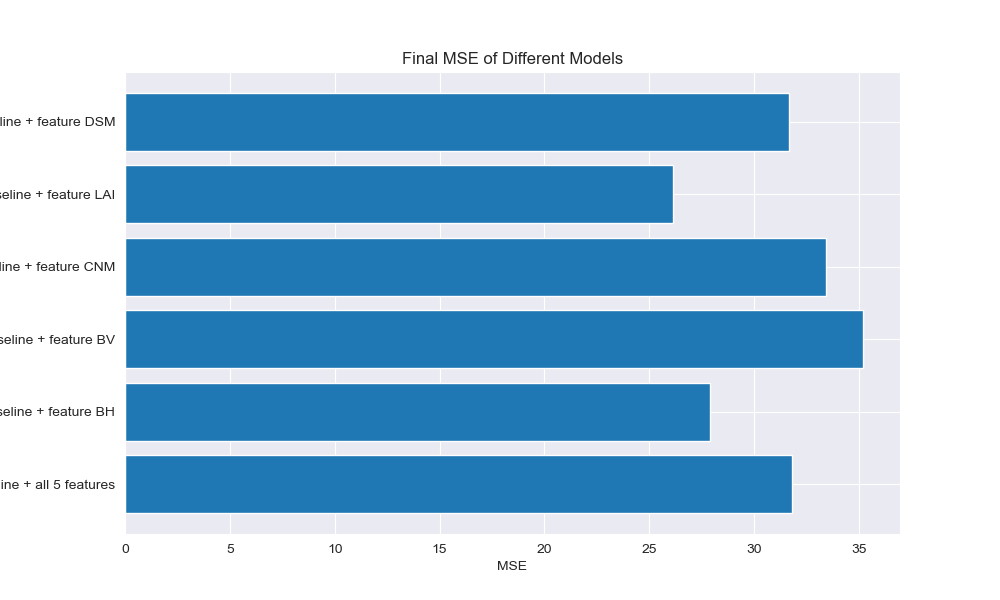 Final MSE of Different Models
line + feature DSM
seline + feature LAI
line + feature CNM
seline + feature BV
seline + feature BH
line + all 5 features
0 5 10 15 20 25 30 35
MSE